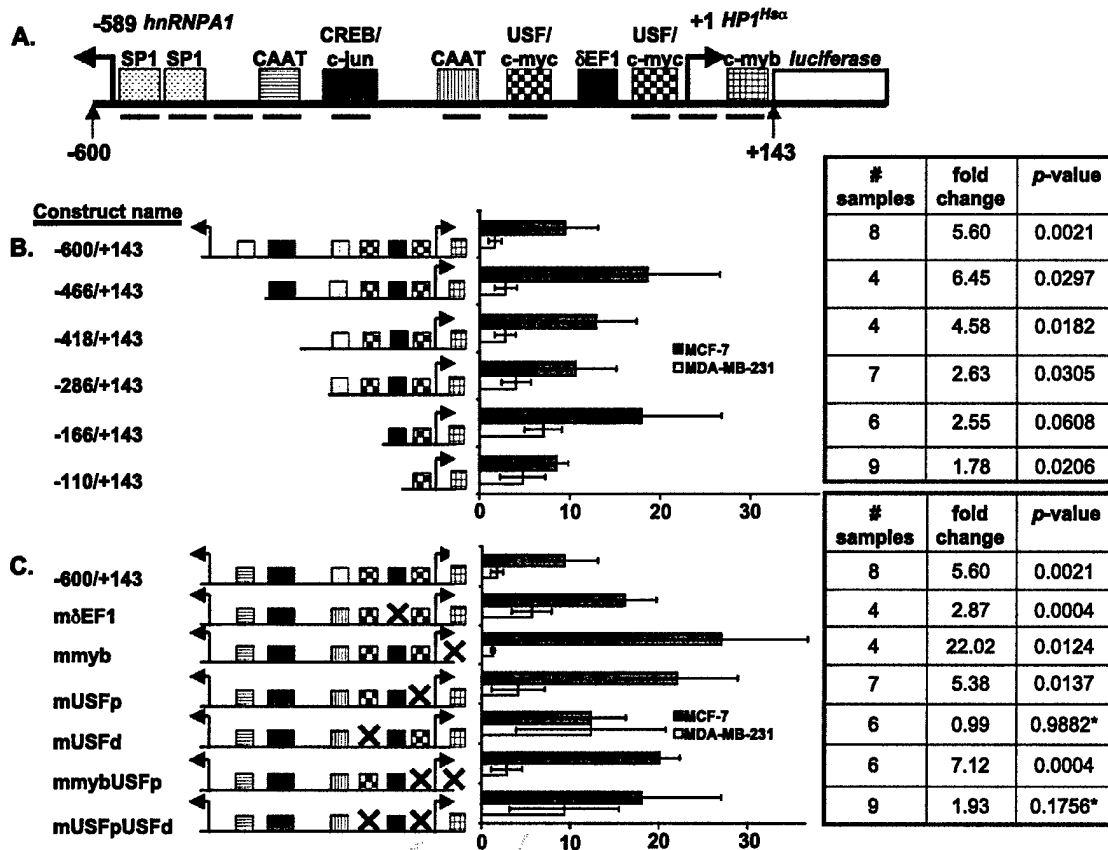 A.
-589 hnRNPA1
+1 HP1Hsα
SP1 SP1 CAAT CREB/ c-jun CAAT USF/ c-myc δEF1 USF/ c-myc c-myb luciferase
-600
+143
Construct name
B.
-600/+143
-466/+143
-418/+143
-286/+143
-166/+143
-110/+143
MCF-7
MDA-MB-231
0 10 20 30
# samples fold change p-value
8 5.60 0.0021
4 6.45 0.0297
4 4.58 0.0182
7 2.63 0.0305
6 2.55 0.0608
9 1.78 0.0206
C.
-600/+143
mδEF1
mmyb
mUSFp
mUSFd
mmybUSFp
mUSFpUSFd
MCF-7
MDA-MB-231
0 10 20 30
# samples fold change p-value
8 5.60 0.0021
4 2.87 0.0004
4 22.02 0.0124
7 5.38 0.0137
6 0.99 0.9882*
6 7.12 0.0004
9 1.93 0.1756*